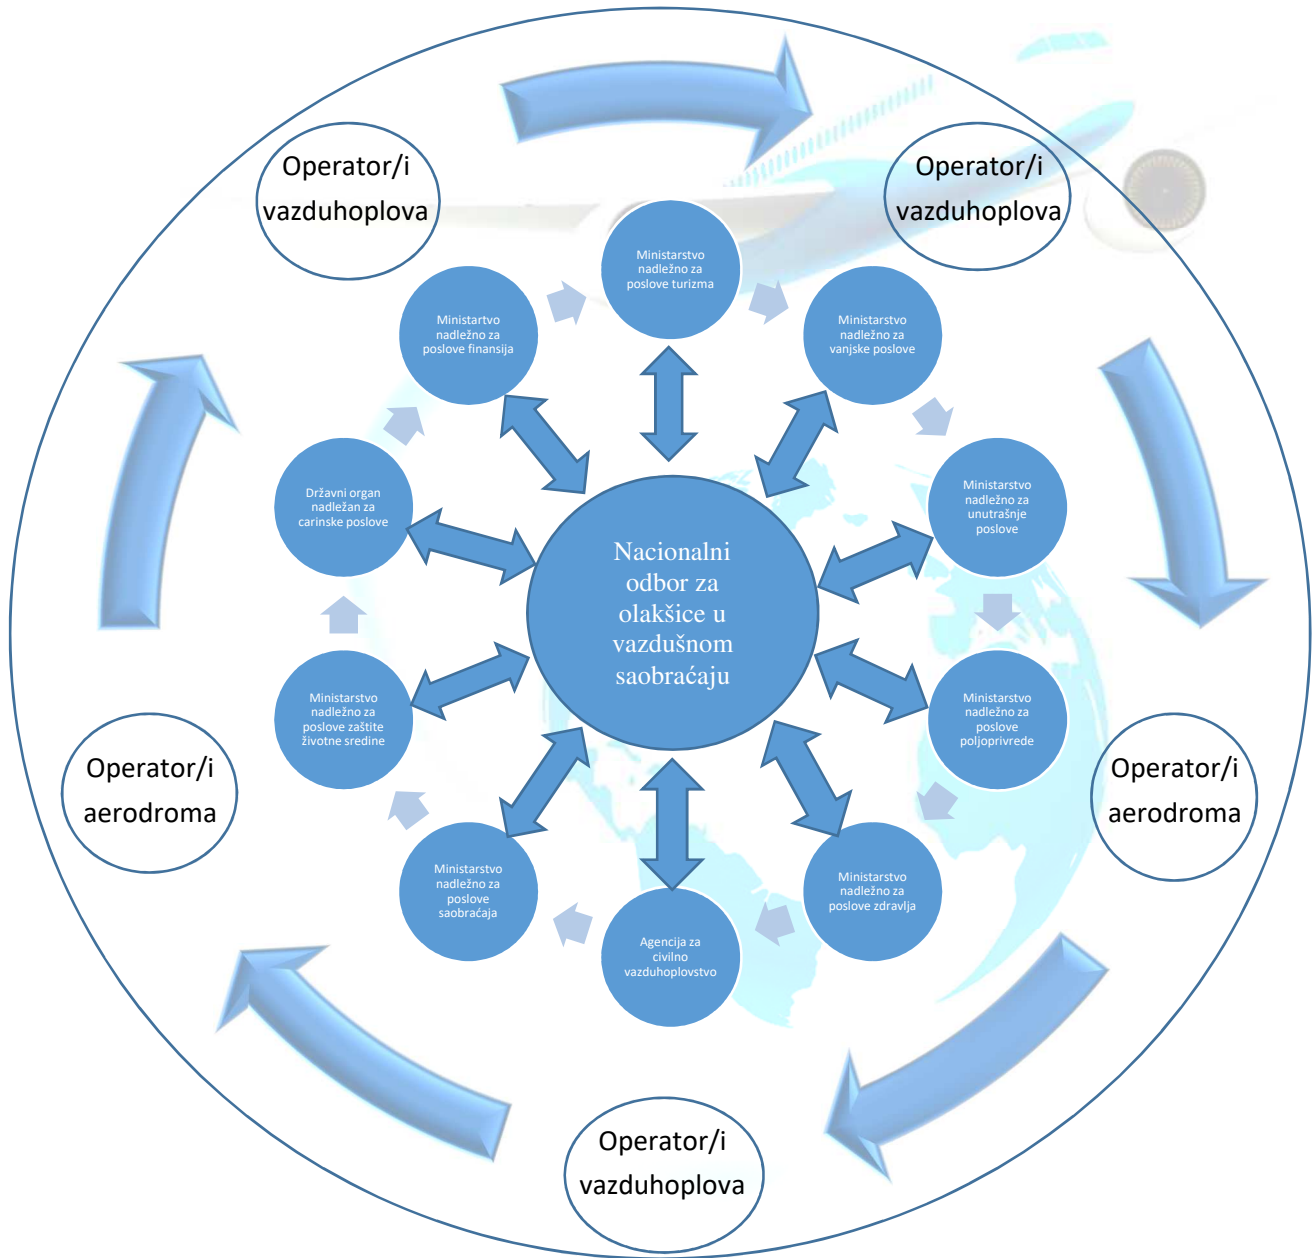 Operator/i
vazduhoplova
Operator/i
vazduhoplova
Ministarstvo
nadležno za
poslove turizma
Ministartvo
nadležno za
poslove finansija
Ministarstvo
nadležno za
vanjske poslove
Državni organ
nadležan za
carinske poslove
Ministarstvo
nadležno za
unutrašnje
poslove
Nacionalni
odbor za
olakšice u
vazdušnom
saobraćaju
Ministarstvo
nadležno za
poslove zaštite
životne sredine
Ministarstvo
nadležno za
poslove
poljoprivrede
Operator/i
aerodroma
Operator/i
aerodroma
Ministarstvo
nadležno za
poslove
saobraćaja
Ministarstvo
nadležno za
poslove zdravlja
Agencija za
civilno
vazduhoplovstvo
Operator/i
vazduhoplova